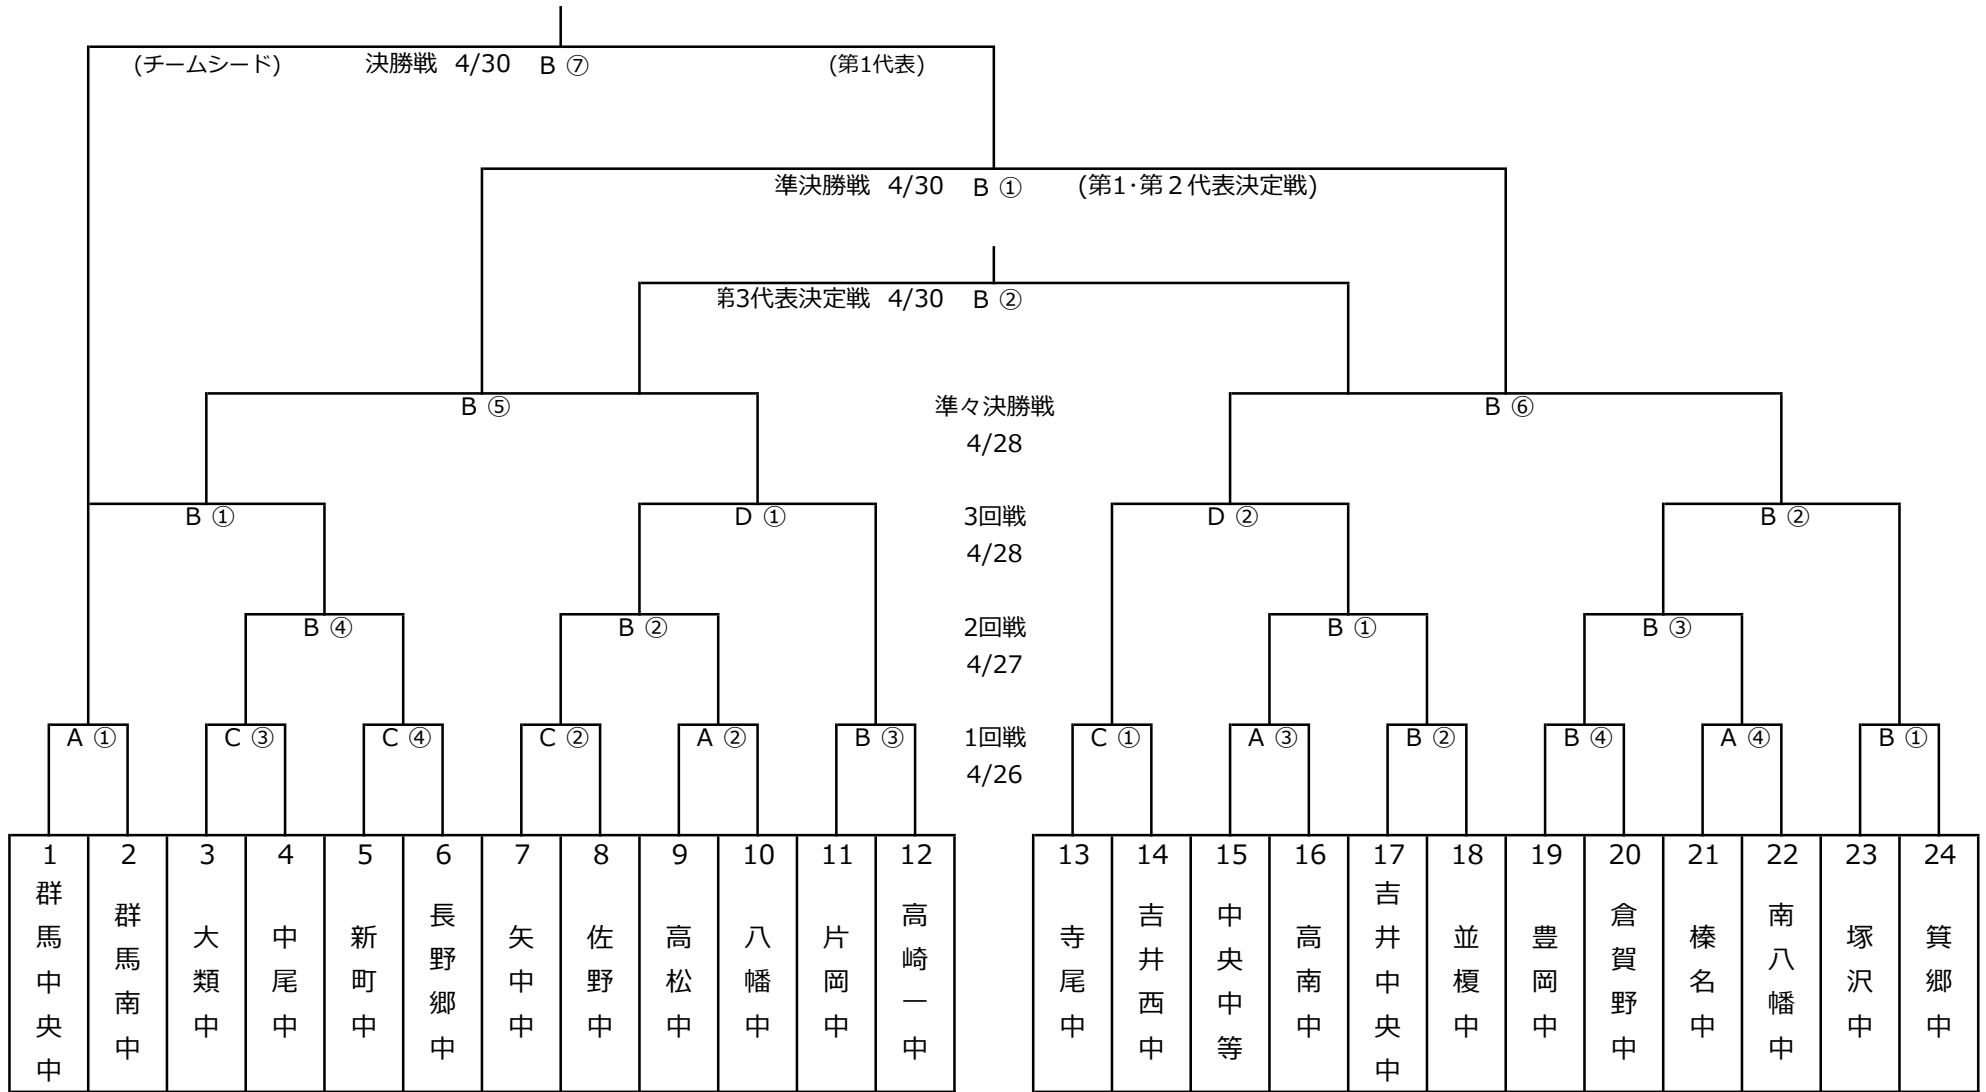 (チームシード) 決勝戦 4/30 B ⑦ (第1代表)
準決勝戦 4/30 B ① (第1・第２代表決定戦)
第3代表決定戦 4/30 B ②
B ⑤ 準々決勝戦 B ⑥
4/28
B ① D ① 3回戦 D ② B ②
4/28
B ④ B ② 2回戦 B ① B ③
4/27
A ① C ③ C ④ C ② A ② B ③ 1回戦 C ① A ③ B ② B ④ A ④ B ①
4/26
1 2 3 4 5 6 7 8 9 10 11 12 13 14 15 16 17 18 19 20 21 22 23 24
群馬中央中
群馬南中
大類中
中尾中
新町中
長野郷中
矢中中
佐野中
高松中
八幡中
片岡中
高崎一中
寺尾中
吉井西中
中央中等
高南中
吉井中央中
並榎中
豊岡中
倉賀野中
榛名中
南八幡中
塚沢中
箕郷中